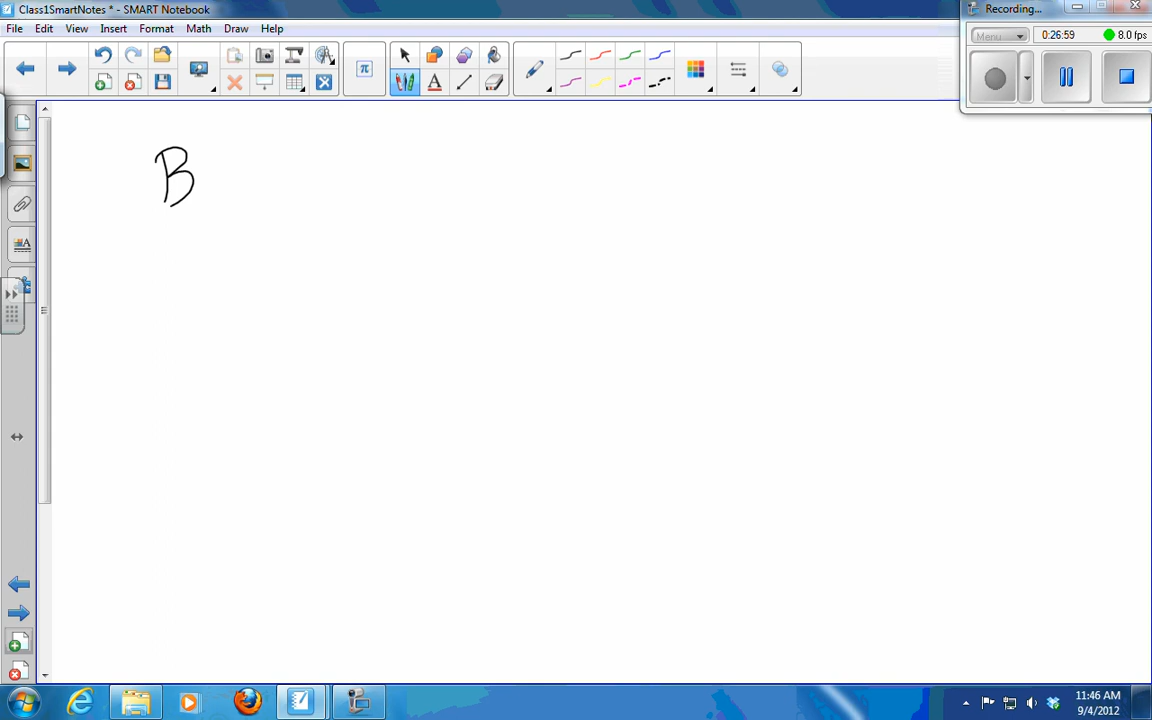 Class1SmartNotes * - SMART Notebook
File Edit View Insert Format Math Draw Help
Recording...
Menu 0:26:59 8.0 fps
π
A
A
B
11:46 AM
9/4/2012